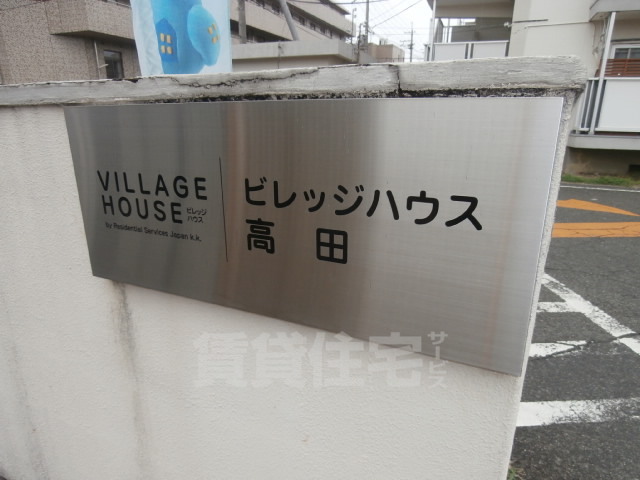 VILLAGE
HOUSE ビレッジ
ハウス
for Residential Services Japan k.k.
ビレッジハウス
高田
賃貸住宅サービス